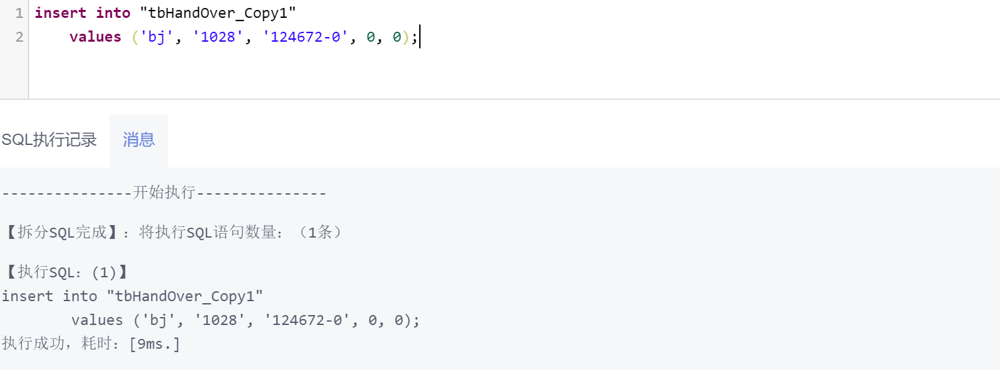 1 insert into "tbHandOver_Copy1"
2 values ('bj', '1028', '124672-0', 0, 0);
SQL执行记录 消息
---------------开始执行---------------
【拆分SQL完成】：将执行SQL语句数量：（1条）
【执行SQL：(1)】
insert into "tbHandOver_Copy1"
values ('bj', '1028', '124672-0', 0, 0);
执行成功，耗时：[9ms.]